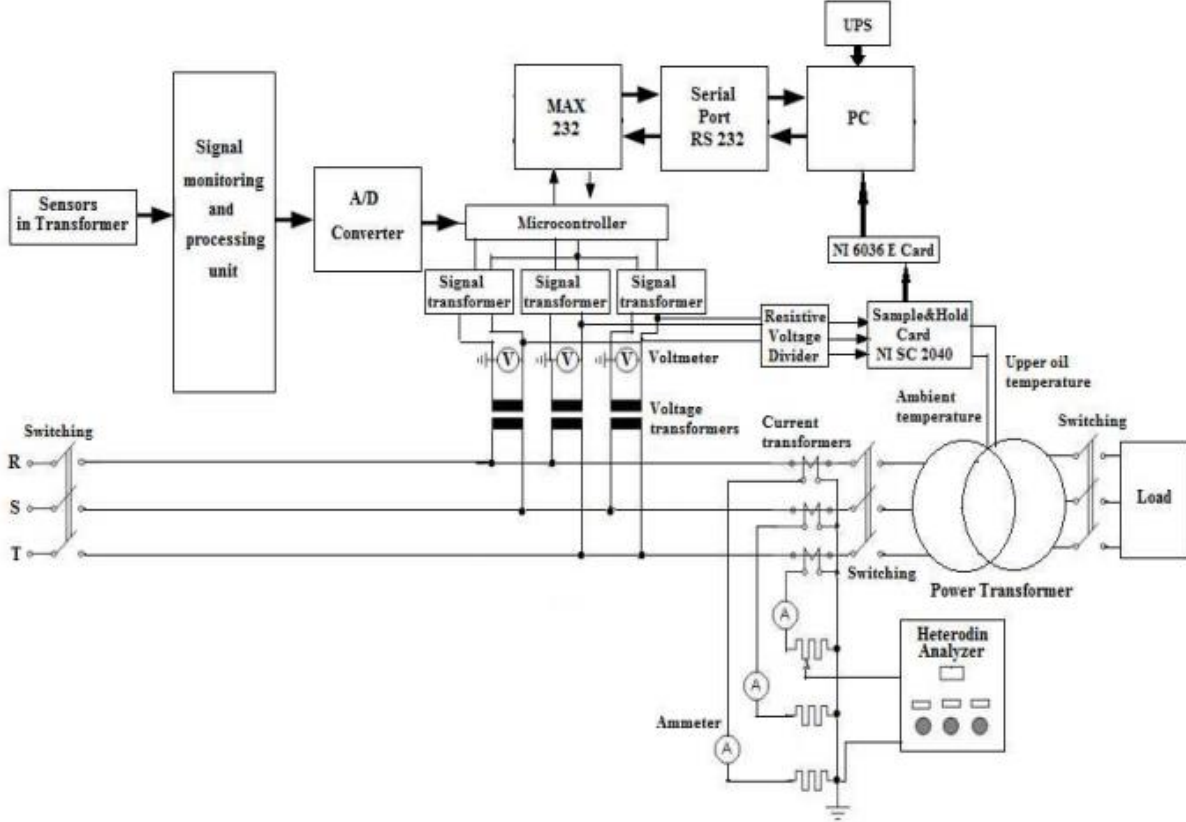 UPS
MAX
232
Serial
Port
RS 232
PC
Signal
monitoring
and
processing
unit
A/D
Converter
Sensors
in Transformer
Microcontroller
NI 6036 E Card
Signal
transformer
Signal
transformer
Signal
transformer
Resistive
Voltage
Divider
Sample&Hold
Card
NI SC 2040
V
V
V
Voltmeter
Upper oil
temperature
Ambient
temperature
Voltage
transformers
Current
transformers
Switching
Switching
R
S
T
Load
Switching
Power Transformer
A
A
A
Ammeter
Heterodin
Analyzer